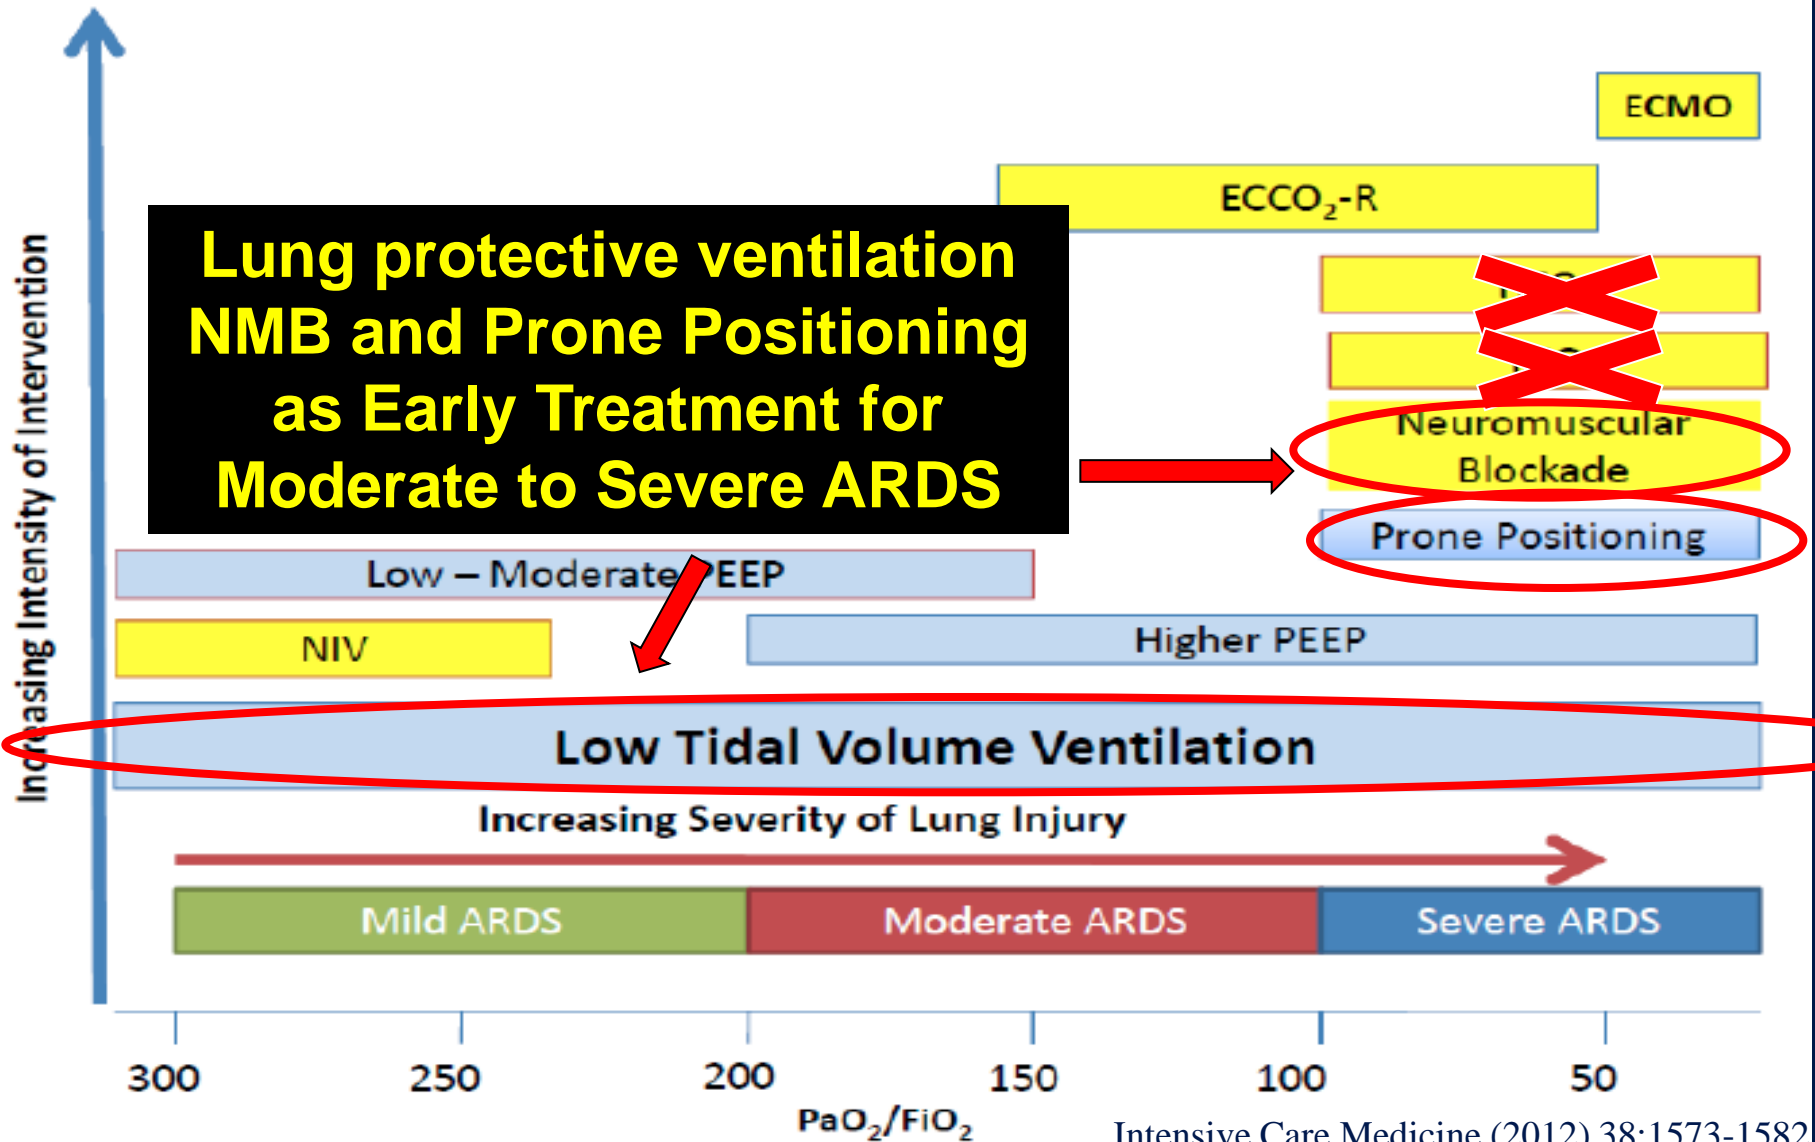 ECMO
ECCO₂-R
Lung protective ventilation
NMB and Prone Positioning
as Early Treatment for
Moderate to Severe ARDS
Neuromuscular
Blockade
Prone Positioning
Low – Moderate PEEP
NIV
Higher PEEP
Low Tidal Volume Ventilation
Increasing Severity of Lung Injury
Mild ARDS
Moderate ARDS
Severe ARDS
300
250
200
150
100
50
PaO₂/FiO₂
Increasing Intensity of Intervention
Intensive Care Medicine (2012) 38:1573-1582